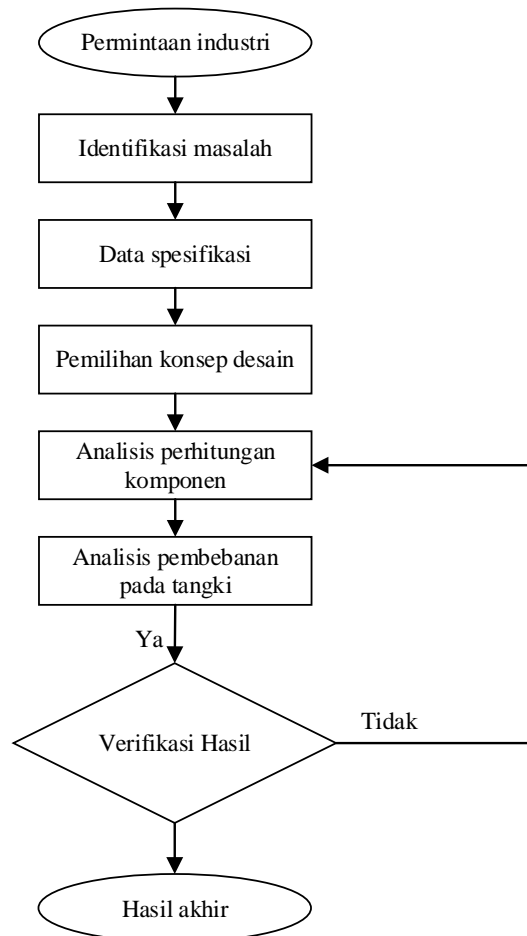 Permintaan industri
Identifikasi masalah
Data spesifikasi
Pemilihan konsep desain
Analisis perhitungan
komponen
Analisis pembebanan
pada tangki
Ya
Verifikasi Hasil
Tidak
Hasil akhir